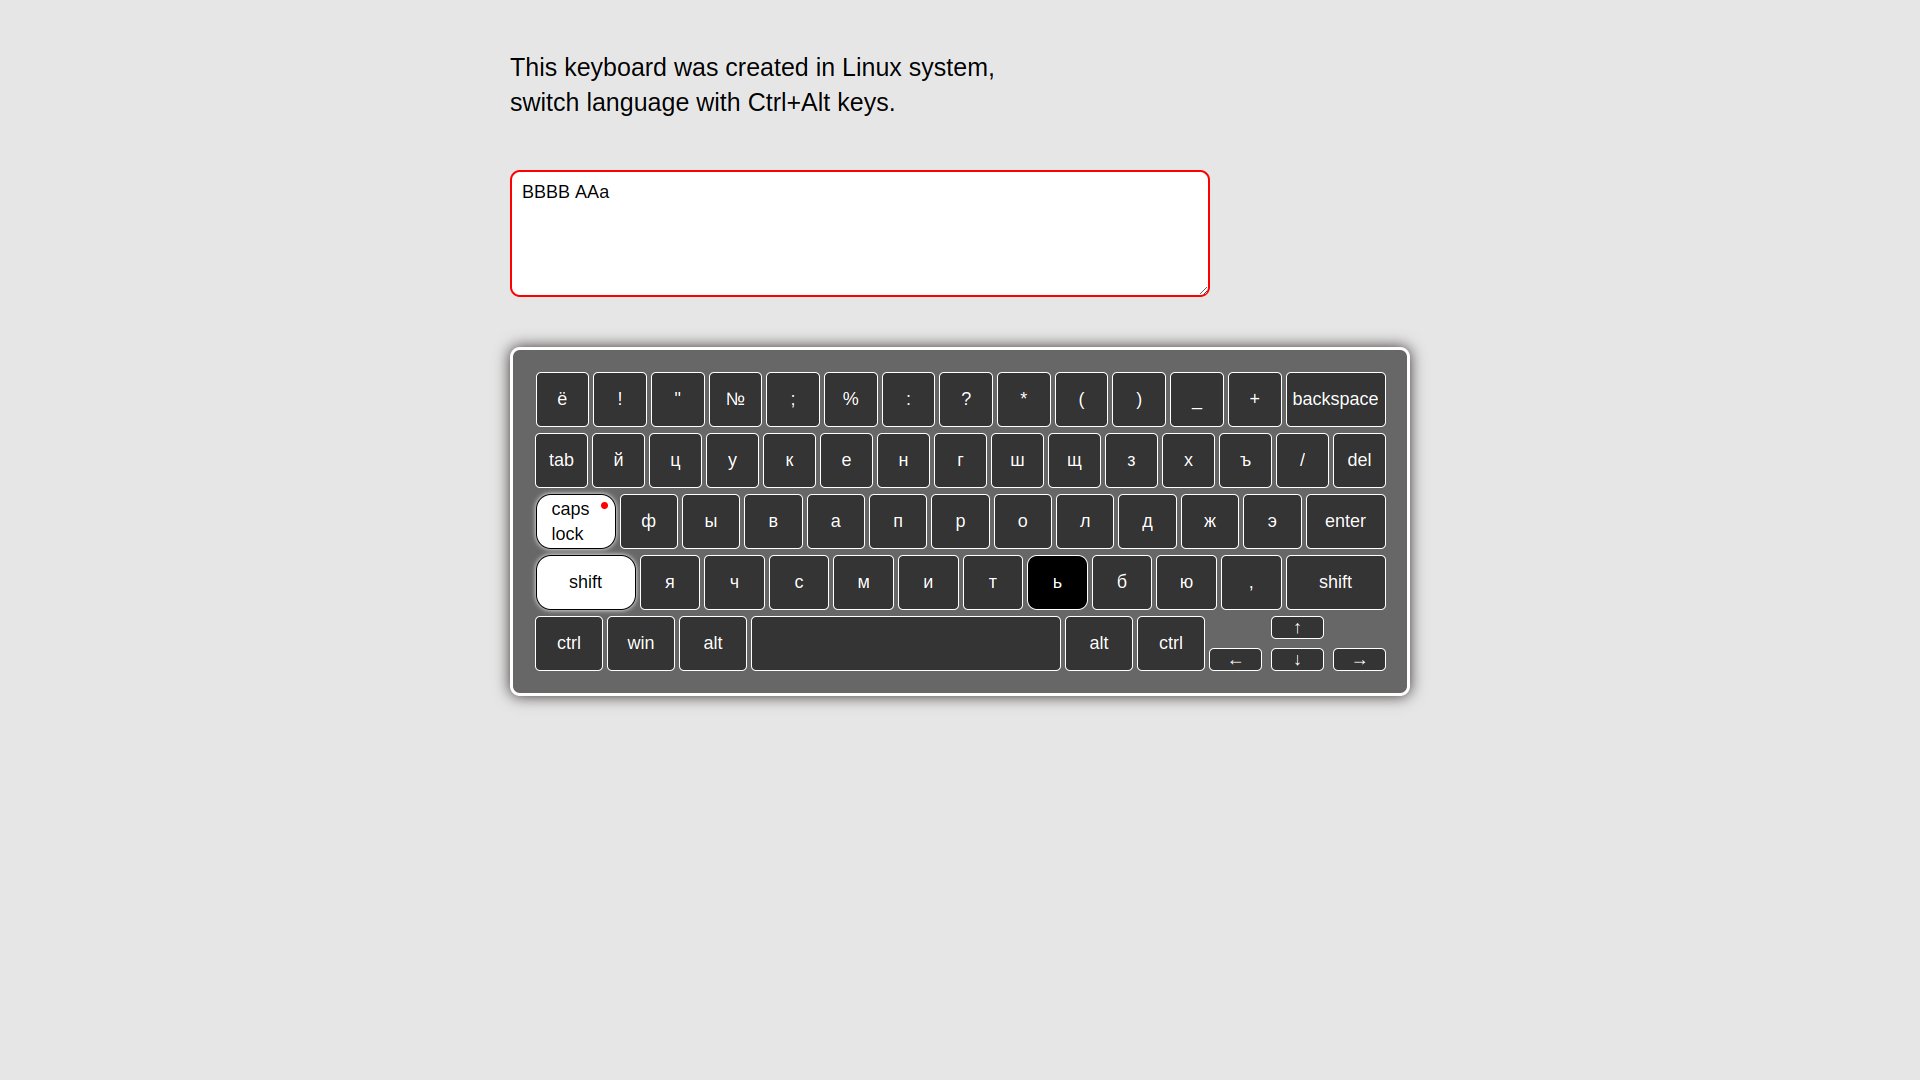 This keyboard was created in Linux system,
switch language with Ctrl+Alt keys.
BBBB AAa
ё ! " № ; % : ? * ( ) _ + backspace
tab й ц у к е н г ш щ з х ъ / del
caps lock ф ы в а п р о л д ж э enter
shift я ч с м и т ь б ю , shift
ctrl win alt alt ctrl ↑
← ↓ →